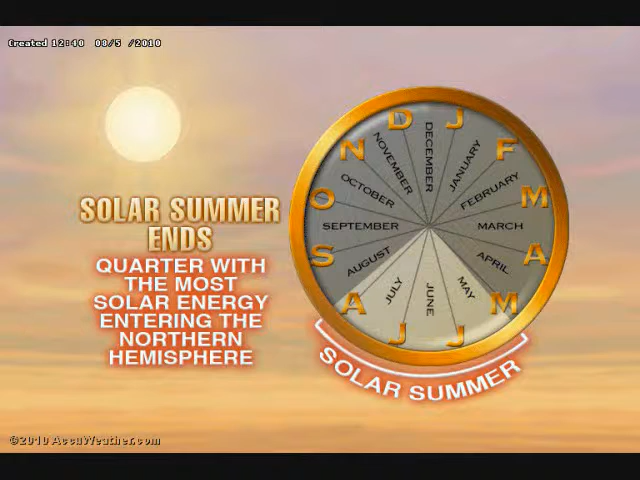 Created 12:40 08/5 /2010
SOLAR SUMMER
ENDS
QUARTER WITH
THE MOST
SOLAR ENERGY
ENTERING THE
NORTHERN
HEMISPHERE
D
J
F
M
A
M
J
J
A
S
O
N
DECEMBER
JANUARY
FEBRUARY
MARCH
APRIL
MAY
JUNE
JULY
AUGUST
SEPTEMBER
OCTOBER
NOVEMBER
SOLAR SUMMER
©2010 AccuWeather.com